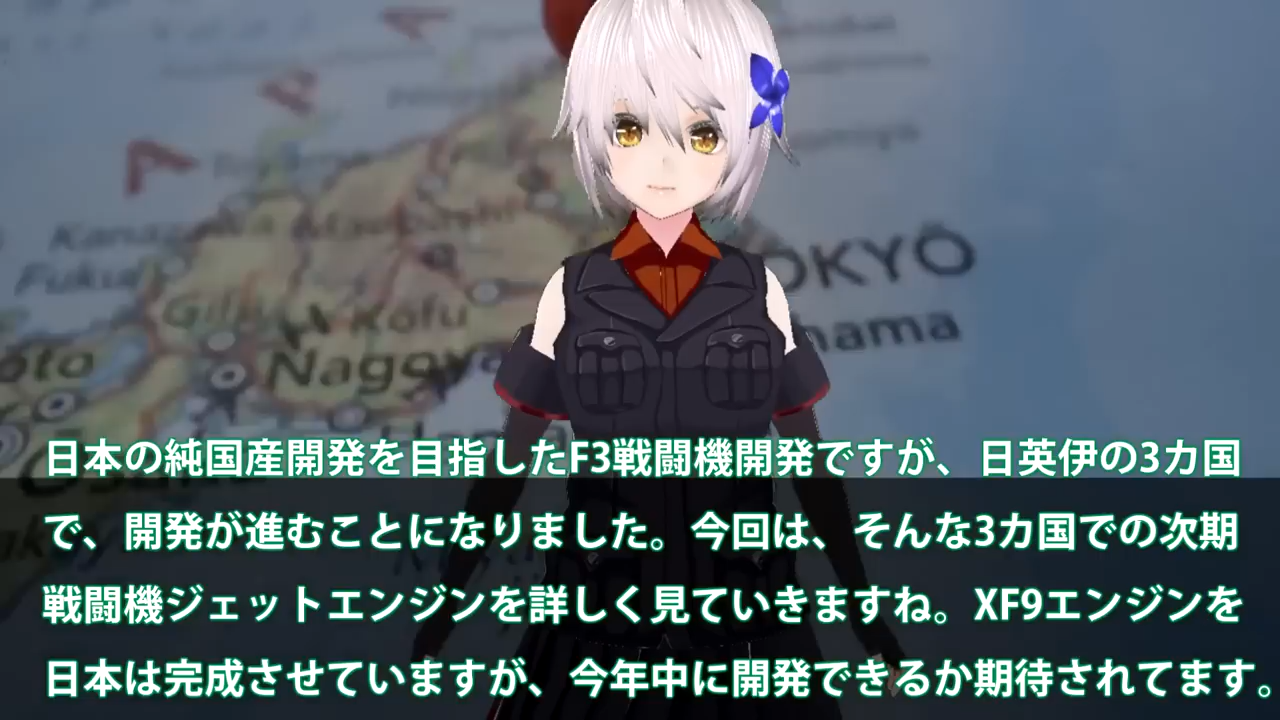 Kanazawa
Fukui
Gifu
Kōfu
TOKYO
Nagoya
日本の純国産開発を目指したF3戦闘機開発ですが、日英伊の3カ国
で、開発が進むことになりました。今回は、そんな3カ国での次期
戦闘機ジェットエンジンを詳しく見ていきますね。XF9エンジンを
日本は完成させていますが、今年中に開発できるか期待されてます。